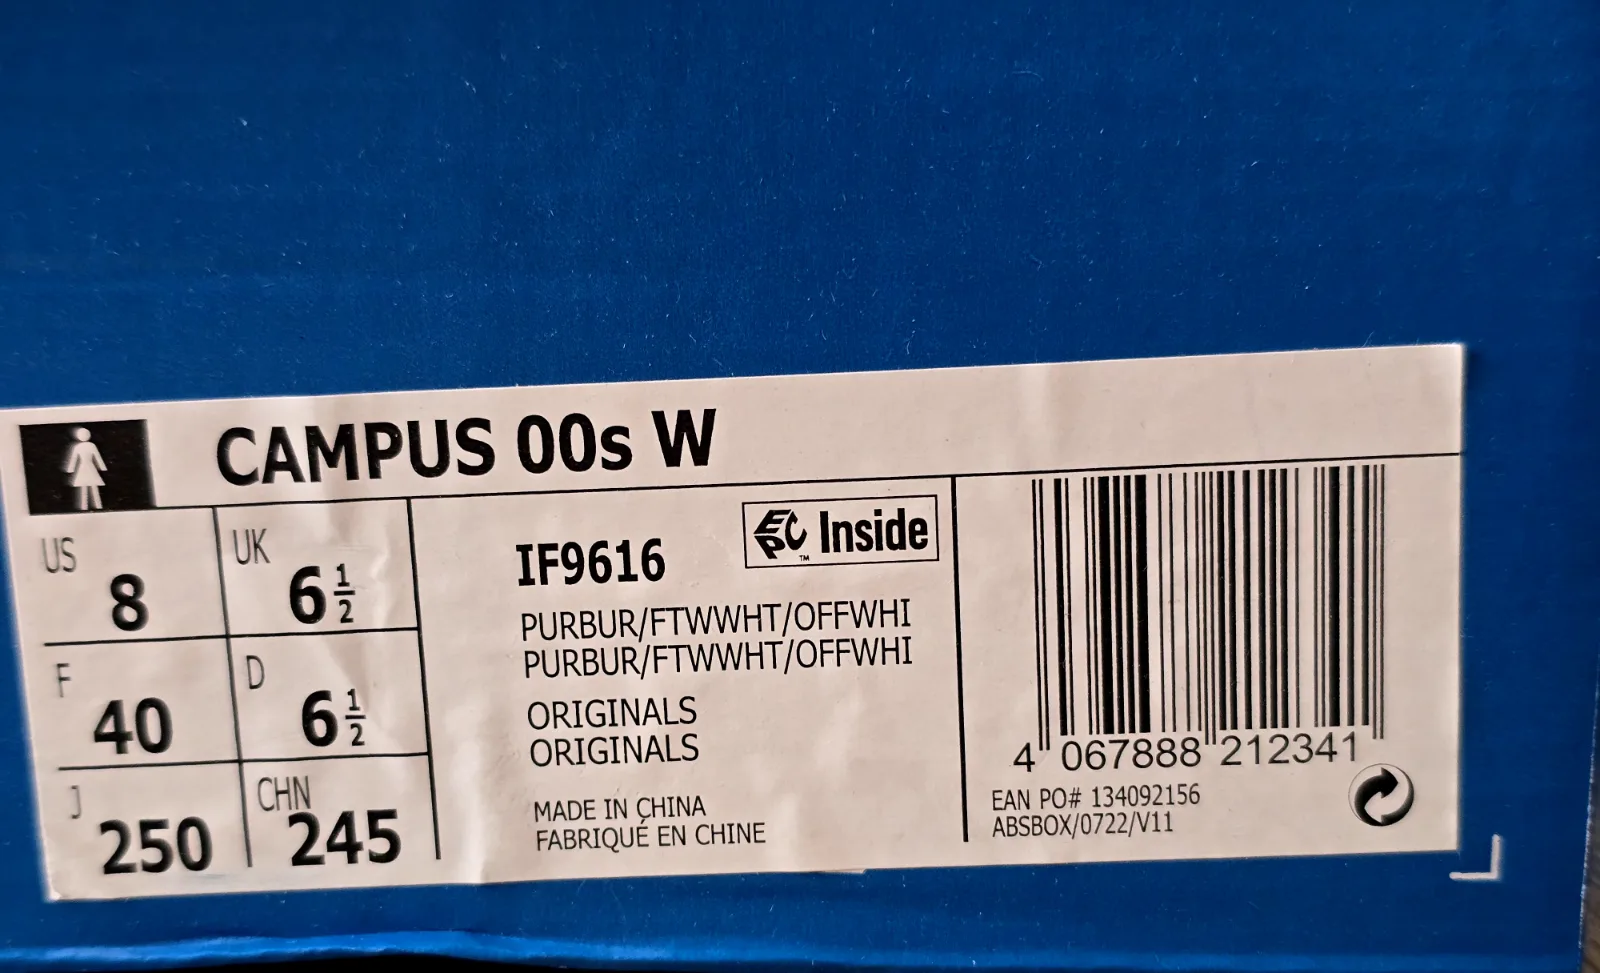 CAMPUS 00s W
US 8 UK 6 1/2
F 40 D 6 1/2
J 250 CHN 245
IF9616
EPC Inside
™
PURBUR/FTWWHT/OFFWHI
PURBUR/FTWWHT/OFFWHI
ORIGINALS
ORIGINALS
MADE IN CHINA
FABRIQUÉ EN CHINE
4 067888 212341
EAN PO# 134092156
ABSBOX/0722/V11